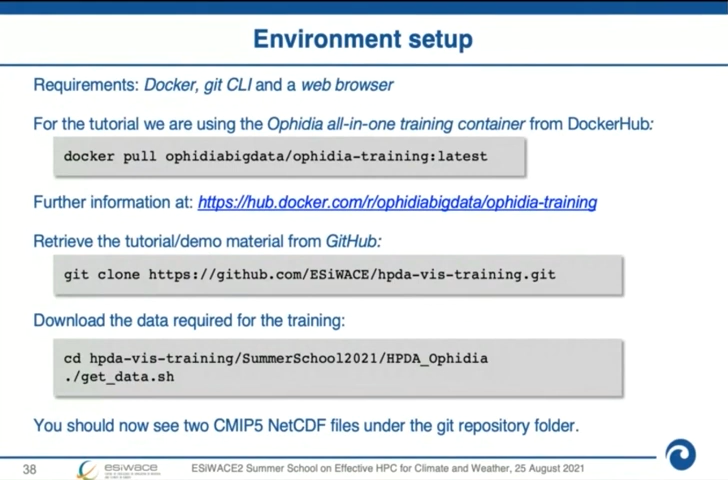 Environment setup
Requirements: Docker, git CLI and a web browser
For the tutorial we are using the Ophidia all-in-one training container from DockerHub:
docker pull ophidiabigdata/ophidia-training:latest
Further information at: https://hub.docker.com/r/ophidiabigdata/ophidia-training
Retrieve the tutorial/demo material from GitHub:
git clone https://github.com/ESiWACE/hpda-vis-training.git
Download the data required for the training:
cd hpda-vis-training/SummerSchool2021/HPDA_Ophidia
./get_data.sh
You should now see two CMIP5 NetCDF files under the git repository folder.
38
esiwace
ESiWACE2 Summer School on Effective HPC for Climate and Weather, 25 August 2021